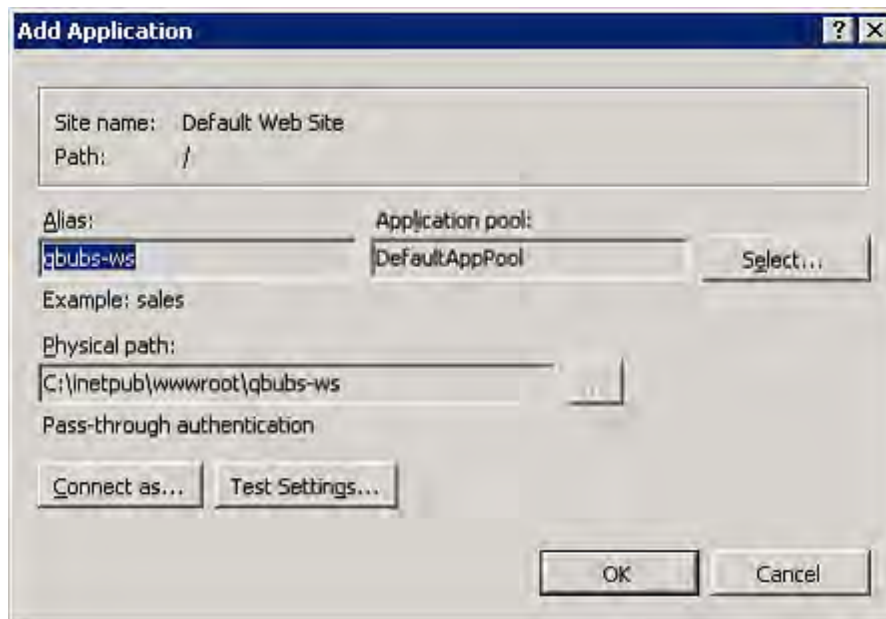 Add Application
Site name: Default Web Site
Path: /
Alias: Application pool:
qbubs-ws DefaultAppPool Select...
Example: sales
Physical path:
C:\inetpub\wwwroot\qbubs-ws ...
Pass-through authentication
Connect as... Test Settings...
OK Cancel